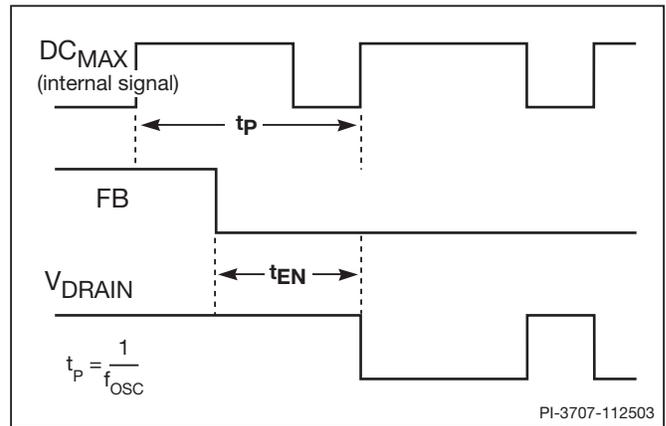 DCMAX
(internal signal)
tP
FB
tEN
VDRAIN
tP = 1/fOSC
PI-3707-112503